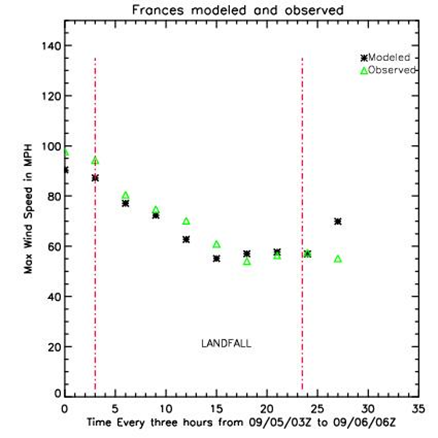 Frances modeled and observed
Modeled
Observed
140
120
100
80
60
40
20
0
Max Wind Speed in MPH
LANDFALL
0 5 10 15 20 25 30 35
Time Every three hours from 09/05/03Z to 09/06/06Z